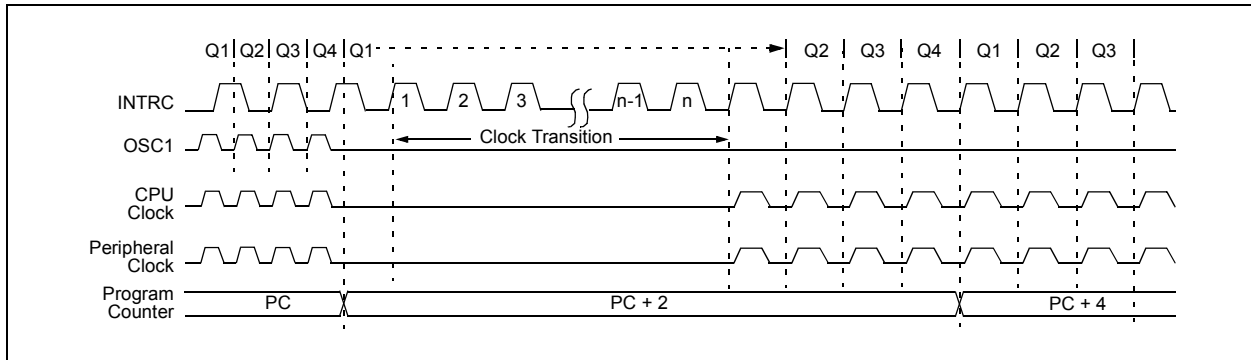 Q1 Q2 Q3 Q4 Q1 Q2 Q3 Q4 Q1 Q2 Q3
INTRC
1 2 3 n-1 n
Clock Transition
OSC1
CPU
Clock
Peripheral
Clock
Program
Counter
PC PC + 2 PC + 4